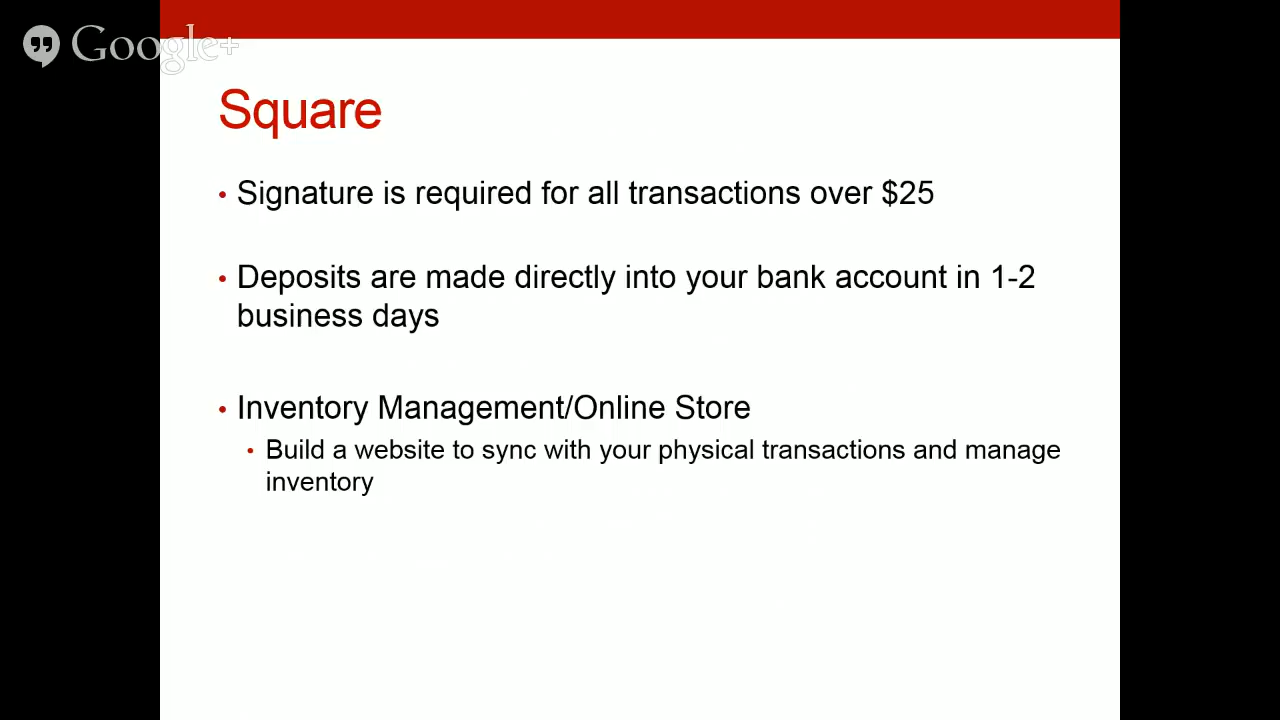 Google+
Square
• Signature is required for all transactions over $25
• Deposits are made directly into your bank account in 1-2
business days
• Inventory Management/Online Store
• Build a website to sync with your physical transactions and manage
inventory